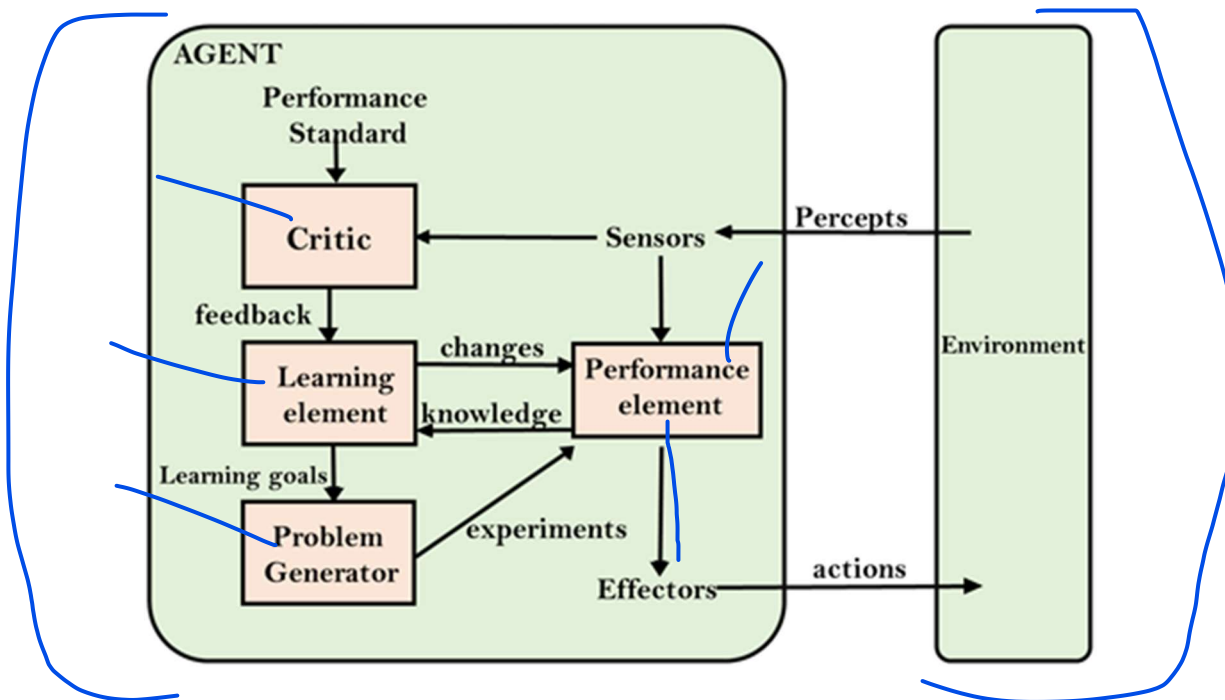 AGENT
Performance
Standard
Critic
Sensors
Percepts
feedback
changes
Learning
element
Performance
element
Environment
knowledge
Learning goals
experiments
Problem
Generator
Effectors
actions